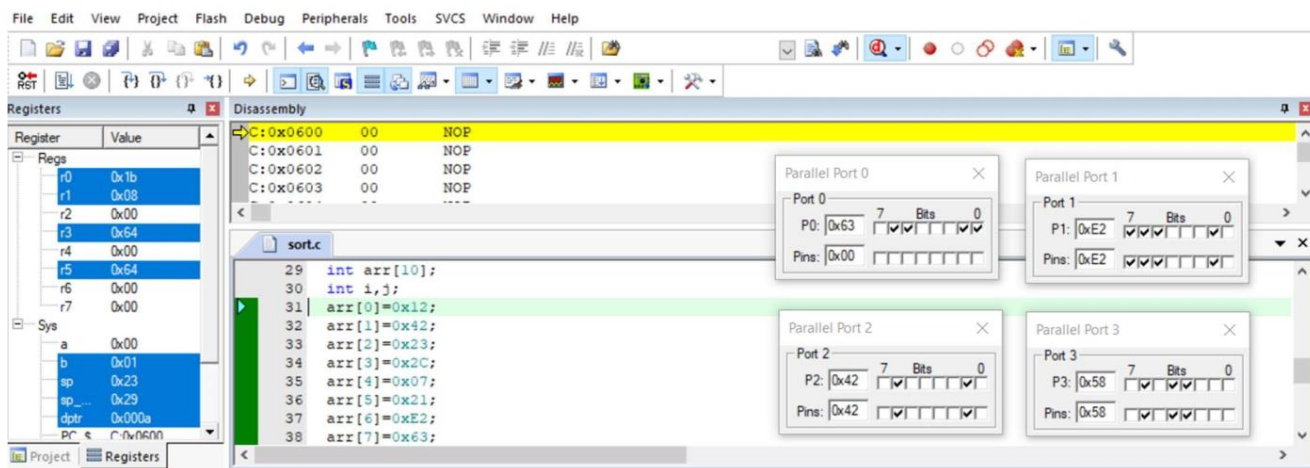 File Edit View Project Flash Debug Peripherals Tools SVCS Window Help
RST
Registers
Register Value
Regs
r0 0x1b
r1 0x08
r2 0x00
r3 0x64
r4 0x00
r5 0x64
r6 0x00
r7 0x00
Sys
a 0x00
b 0x01
sp 0x23
sp_... 0x29
dptr 0x000a
PC $ C:0x0600
Project Registers
Disassembly
C:0x0600 00 NOP
C:0x0601 00 NOP
C:0x0602 00 NOP
C:0x0603 00 NOP
sort.c
29 int arr[10];
30 int i,j;
31 arr[0]=0x12;
32 arr[1]=0x42;
33 arr[2]=0x23;
34 arr[3]=0x2C;
35 arr[4]=0x07;
36 arr[5]=0x21;
37 arr[6]=0xE2;
38 arr[7]=0x63;
Parallel Port 0
Port 0
P0: 0x63 7 Bits 0
Pins: 0x00
Parallel Port 1
Port 1
P1: 0xE2 7 Bits 0
Pins: 0xE2
Parallel Port 2
Port 2
P2: 0x42 7 Bits 0
Pins: 0x42
Parallel Port 3
Port 3
P3: 0x58 7 Bits 0
Pins: 0x58